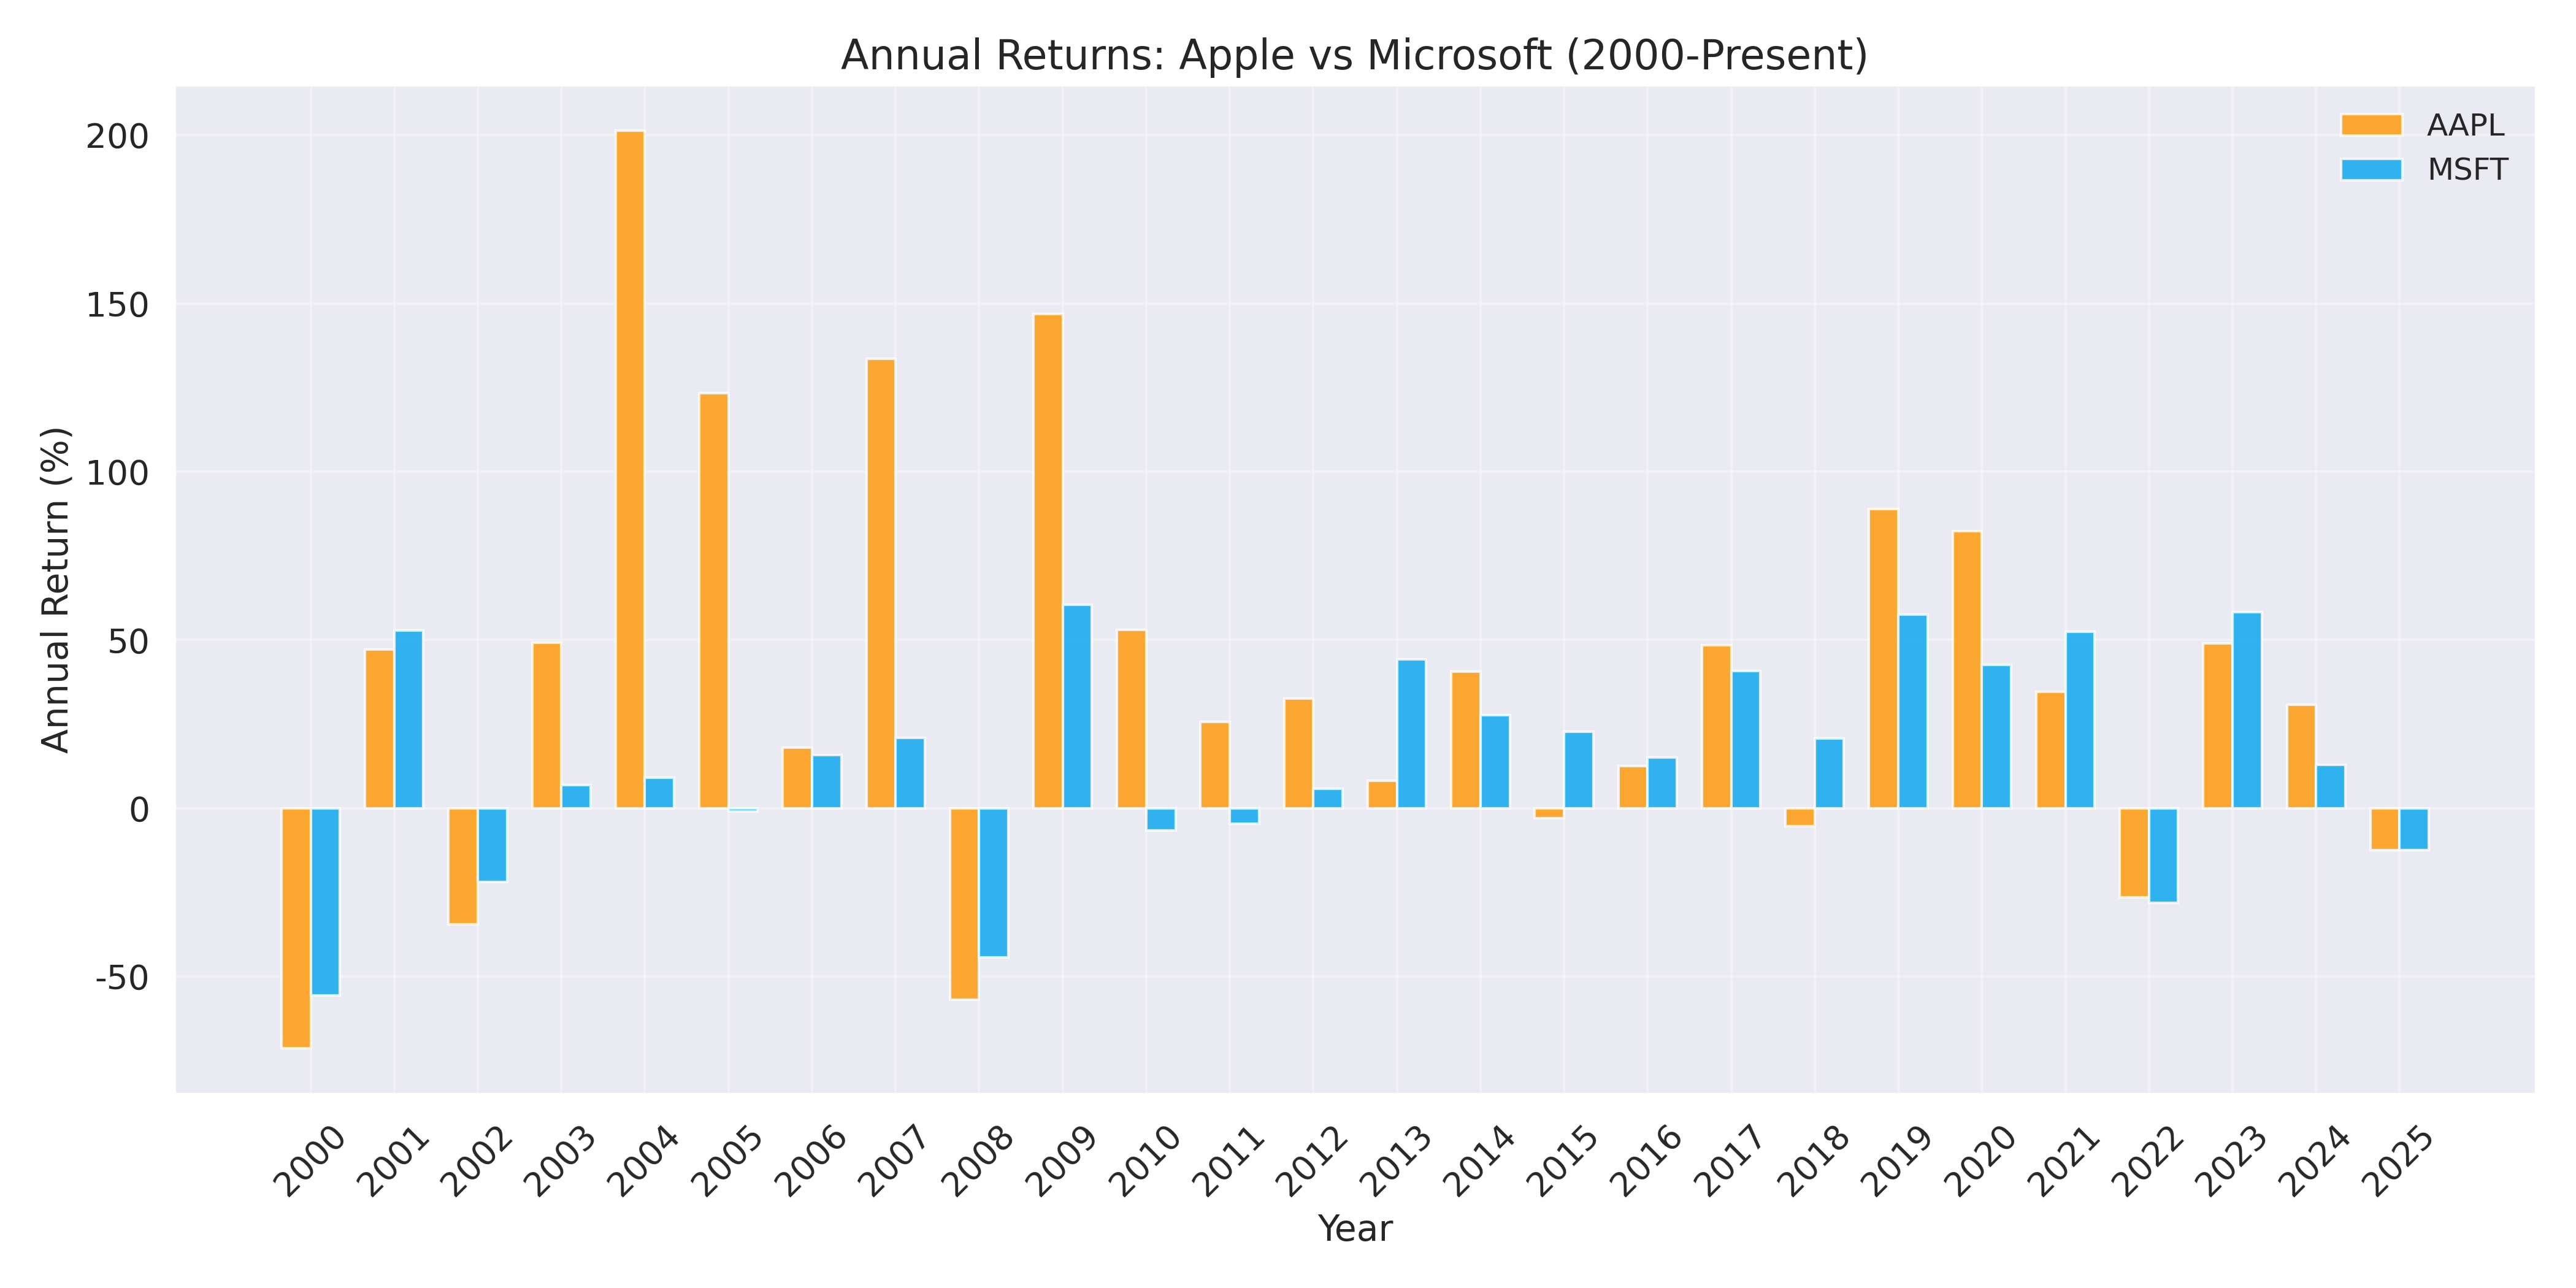 Annual Returns: Apple vs Microsoft (2000-Present)
AAPL
MSFT
Annual Return (%)
200
150
100
50
0
-50
2000 2001 2002 2003 2004 2005 2006 2007 2008 2009 2010 2011 2012 2013 2014 2015 2016 2017 2018 2019 2020 2021 2022 2023 2024 2025
Year